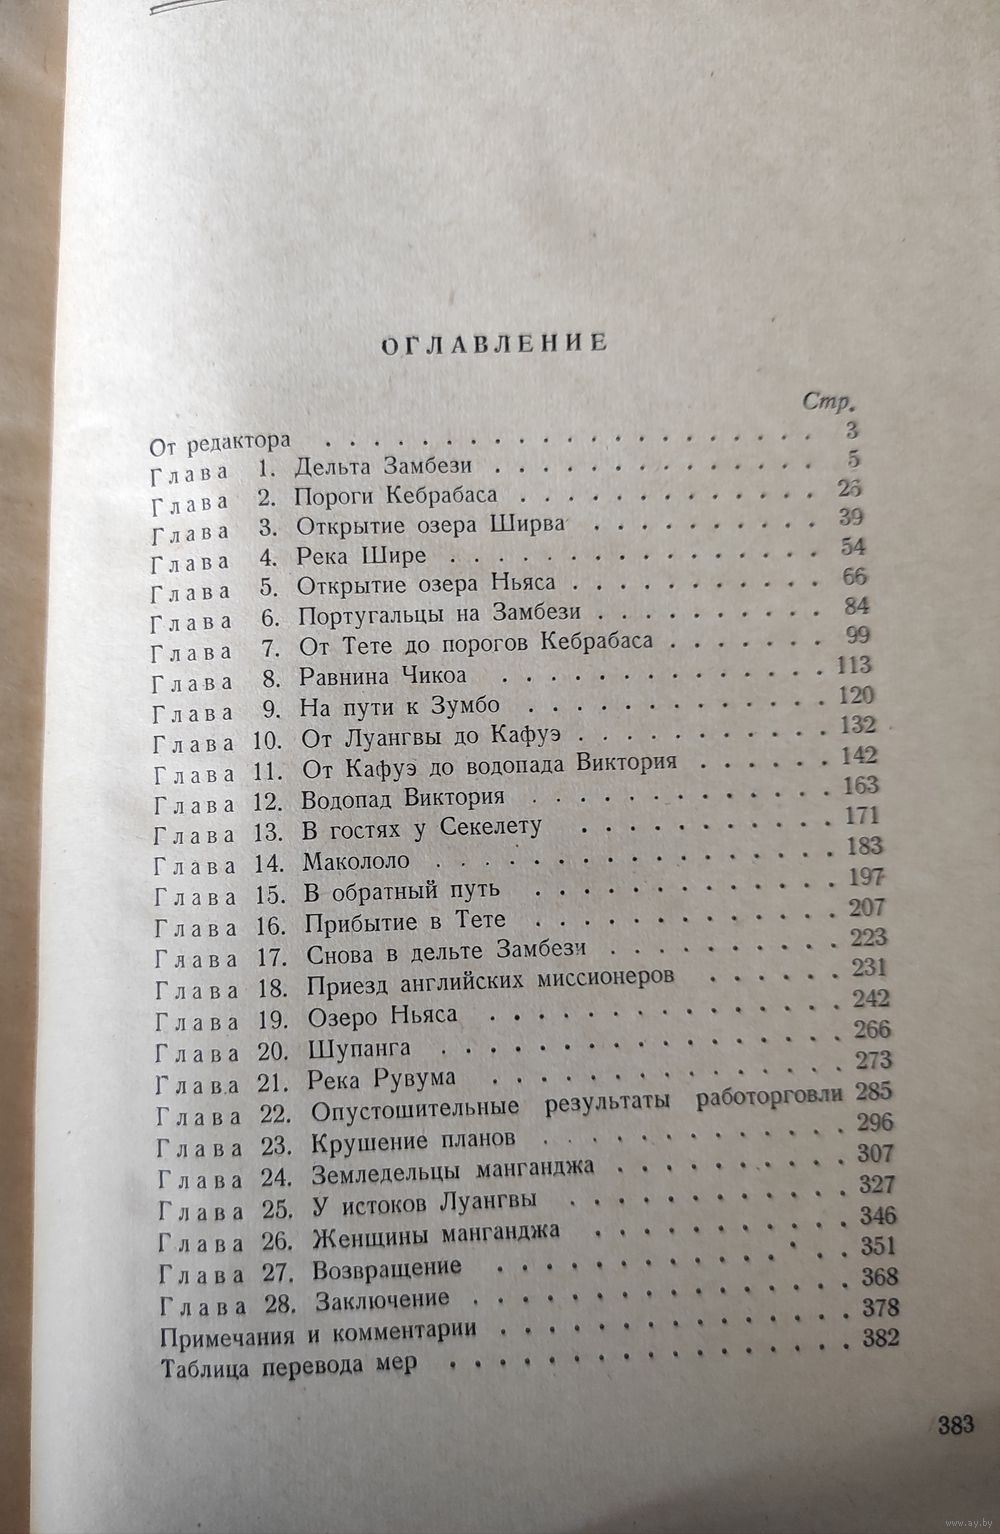 ОГЛАВЛЕНИЕ
Стр.
От редактора . . . . . . . . . . . . . . . . . . . . . 3
Глава 1. Дельта Замбези . . . . . . . . . . . . . . 5
Глава 2. Пороги Кебрабаса . . . . . . . . . . . . . 26
Глава 3. Открытие озера Ширва . . . . . . . . . . 39
Глава 4. Река Шире . . . . . . . . . . . . . . . . 54
Глава 5. Открытие озера Ньяса . . . . . . . . . . . 66
Глава 6. Португальцы на Замбези . . . . . . . . . . 84
Глава 7. От Тете до порогов Кебрабаса . . . . . . . 99
Глава 8. Равнина Чикоа . . . . . . . . . . . . . . 113
Глава 9. На пути к Зумбо . . . . . . . . . . . . . 120
Глава 10. От Луангвы до Кафуэ . . . . . . . . . . . 132
Глава 11. От Кафуэ до водопада Виктория . . . . . . 142
Глава 12. Водопад Виктория . . . . . . . . . . . . . 163
Глава 13. В гостях у Секелету . . . . . . . . . . . 171
Глава 14. Макололо . . . . . . . . . . . . . . . . . 183
Глава 15. В обратный путь . . . . . . . . . . . . . 197
Глава 16. Прибытие в Тете . . . . . . . . . . . . . 207
Глава 17. Снова в дельте Замбези . . . . . . . . . . 223
Глава 18. Приезд английских миссионеров . . . . . . 231
Глава 19. Озеро Ньяса . . . . . . . . . . . . . . . 242
Глава 20. Шупанга . . . . . . . . . . . . . . . . . 266
Глава 21. Река Рувума . . . . . . . . . . . . . . . 273
Глава 22. Опустошительные результаты работорговли 285
Глава 23. Крушение планов . . . . . . . . . . . . . 296
Глава 24. Земледельцы манганджа . . . . . . . . . . 307
Глава 25. У истоков Луангвы . . . . . . . . . . . . 327
Глава 26. Женщины манганджа . . . . . . . . . . . 346
Глава 27. Возвращение . . . . . . . . . . . . . . . 351
Глава 28. Заключение . . . . . . . . . . . . . . . . 368
Примечания и комментарии . . . . . . . . . . . . . . . 378
Таблица перевода мер . . . . . . . . . . . . . . . . . 382
383
www.ay.by